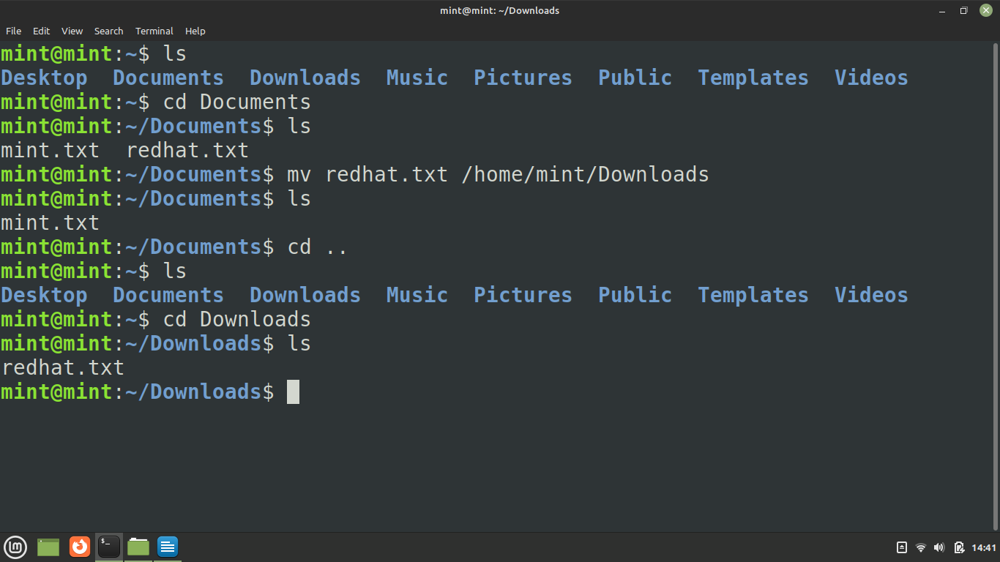 mint@mint: ~/Downloads
File Edit View Search Terminal Help
mint@mint:~$ ls
Desktop  Documents  Downloads  Music  Pictures  Public  Templates  Videos
mint@mint:~$ cd Documents
mint@mint:~/Documents$ ls
mint.txt  redhat.txt
mint@mint:~/Documents$ mv redhat.txt /home/mint/Downloads
mint@mint:~/Documents$ ls
mint.txt
mint@mint:~/Documents$ cd ..
mint@mint:~$ ls
Desktop  Documents  Downloads  Music  Pictures  Public  Templates  Videos
mint@mint:~$ cd Downloads
mint@mint:~/Downloads$ ls
redhat.txt
mint@mint:~/Downloads$
14:41